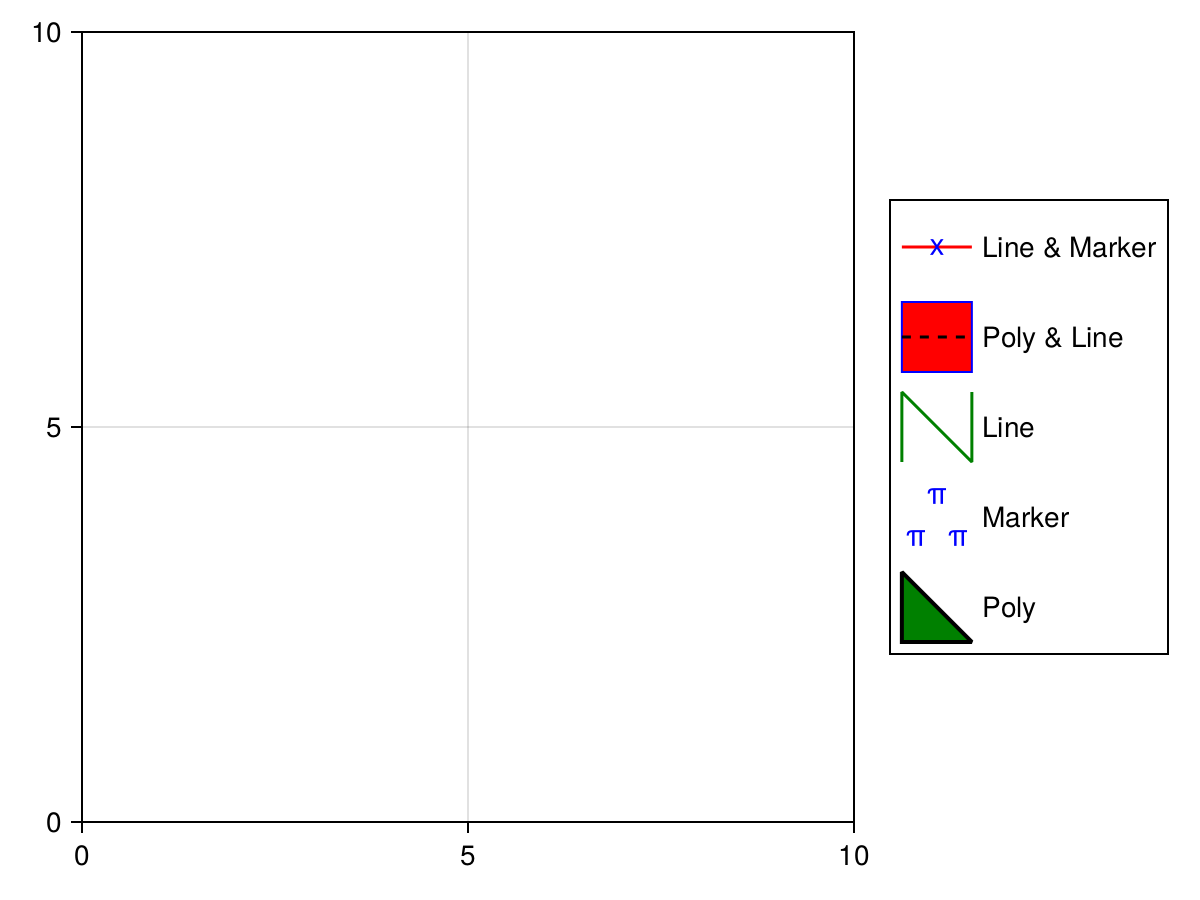 10
5
0
0 5 10
x Line & Marker
Poly & Line
Line
π
π π
Marker
Poly